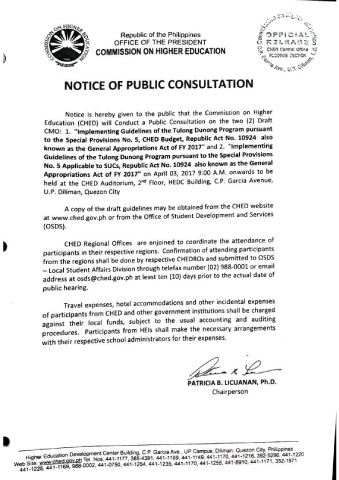 Republic of the Philippines
OFFICE OF THE PRESIDENT
COMMISSION ON HIGHER EDUCATION
OFFICIAL
RELEASE
CHED Central Office
RECORDS SECTION
C.P. Garcia Ave., U.P. Diliman, Q.C.
NOTICE OF PUBLIC CONSULTATION
Notice is hereby given to the public that the Commission on Higher
Education (CHED) will Conduct a Public Consultation on the two (2) Draft
CMO: 1. "Implementing Guidelines of the Tulong Dunong Program pursuant
to the Special Provisions No. 5, CHED Budget, Republic Act No. 10924 also
known as the General Appropriations Act of FY 2017" and 2. "Implementing
Guidelines of the Tulong Dunong Program pursuant to the Special Provisions
No. 5 Applicable to SUCs, Republic Act No. 10924 also known as the General
Appropriations Act of FY 2017" on April 03, 2017 9:00 A.M. onwards to be
held at the CHED Auditorium, 2nd Floor, HEDC Building, C.P. Garcia Avenue,
U.P. Diliman, Quezon City
A copy of the draft guidelines may be obtained from the CHED website
at www.ched.gov.ph or from the Office of Student Development and Services
(OSDS).
CHED Regional Offices are enjoined to coordinate the attendance of
participants in their respective regions. Confirmation of attending participants
from the regions shall be done by respective CHEDROs and submitted to OSDS
– Local Student Affairs Division through telefax number (02) 988-0001 or email
address at osds@ched.gov.ph at least ten (10) days prior to the actual date of
public hearing.
Travel expenses, hotel accommodations and other incidental expenses
of participants from CHED and other government institutions shall be charged
against their local funds, subject to the usual accounting and auditing
procedures. Participants from HEIs shall make the necessary arrangements
with their respective school administrators for their expenses.
PATRICIA B. LICUANAN, Ph.D.
Chairperson
Higher Education Development Center Building, C.P. Garcia Ave., UP Campus, Diliman, Quezon City, Philippines
Web Site: www.ched.gov.ph Tel. Nos. 441-1177, 385-4391, 441-1169, 441-1149, 441-1170, 441-1216, 392-5296, 441-1220
441-1228, 441-1169, 988-0002, 441-0750, 441-1254, 441-1235, 441-1170, 441-1255, 441-8910, 441-1171, 352-1871